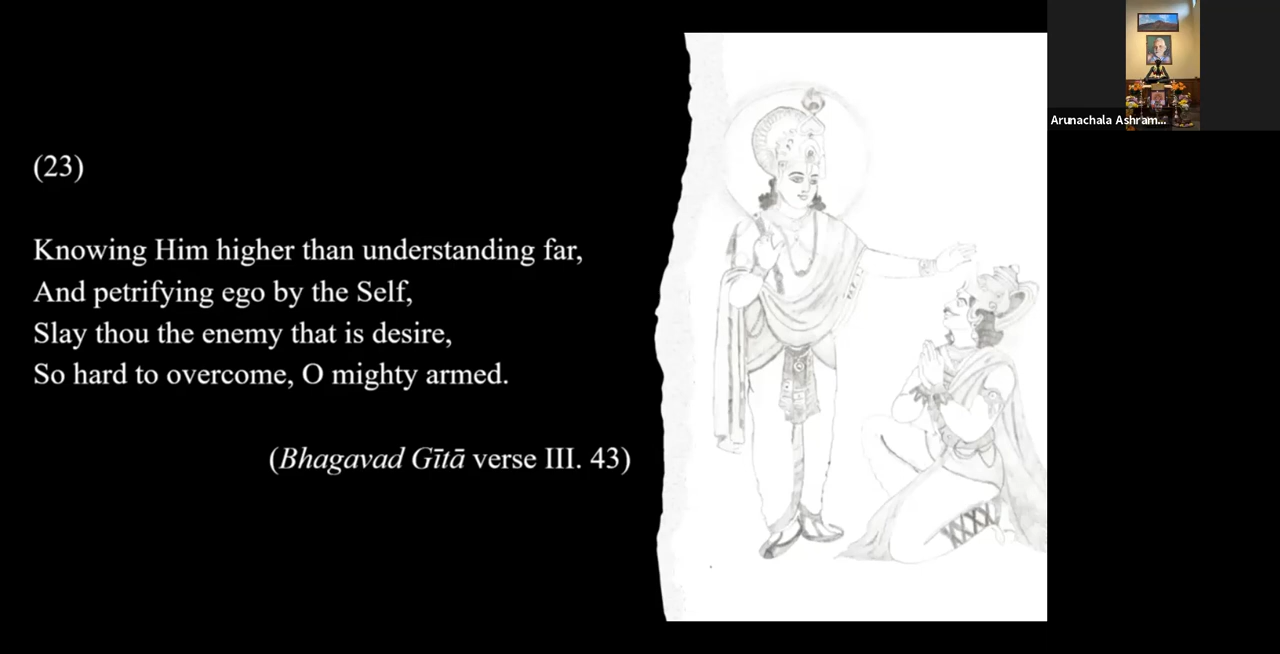 (23)
Knowing Him higher than understanding far,
And petrifying ego by the Self,
Slay thou the enemy that is desire,
So hard to overcome, O mighty armed.
(Bhagavad Gītā verse III. 43)
Arunachala Ashram...